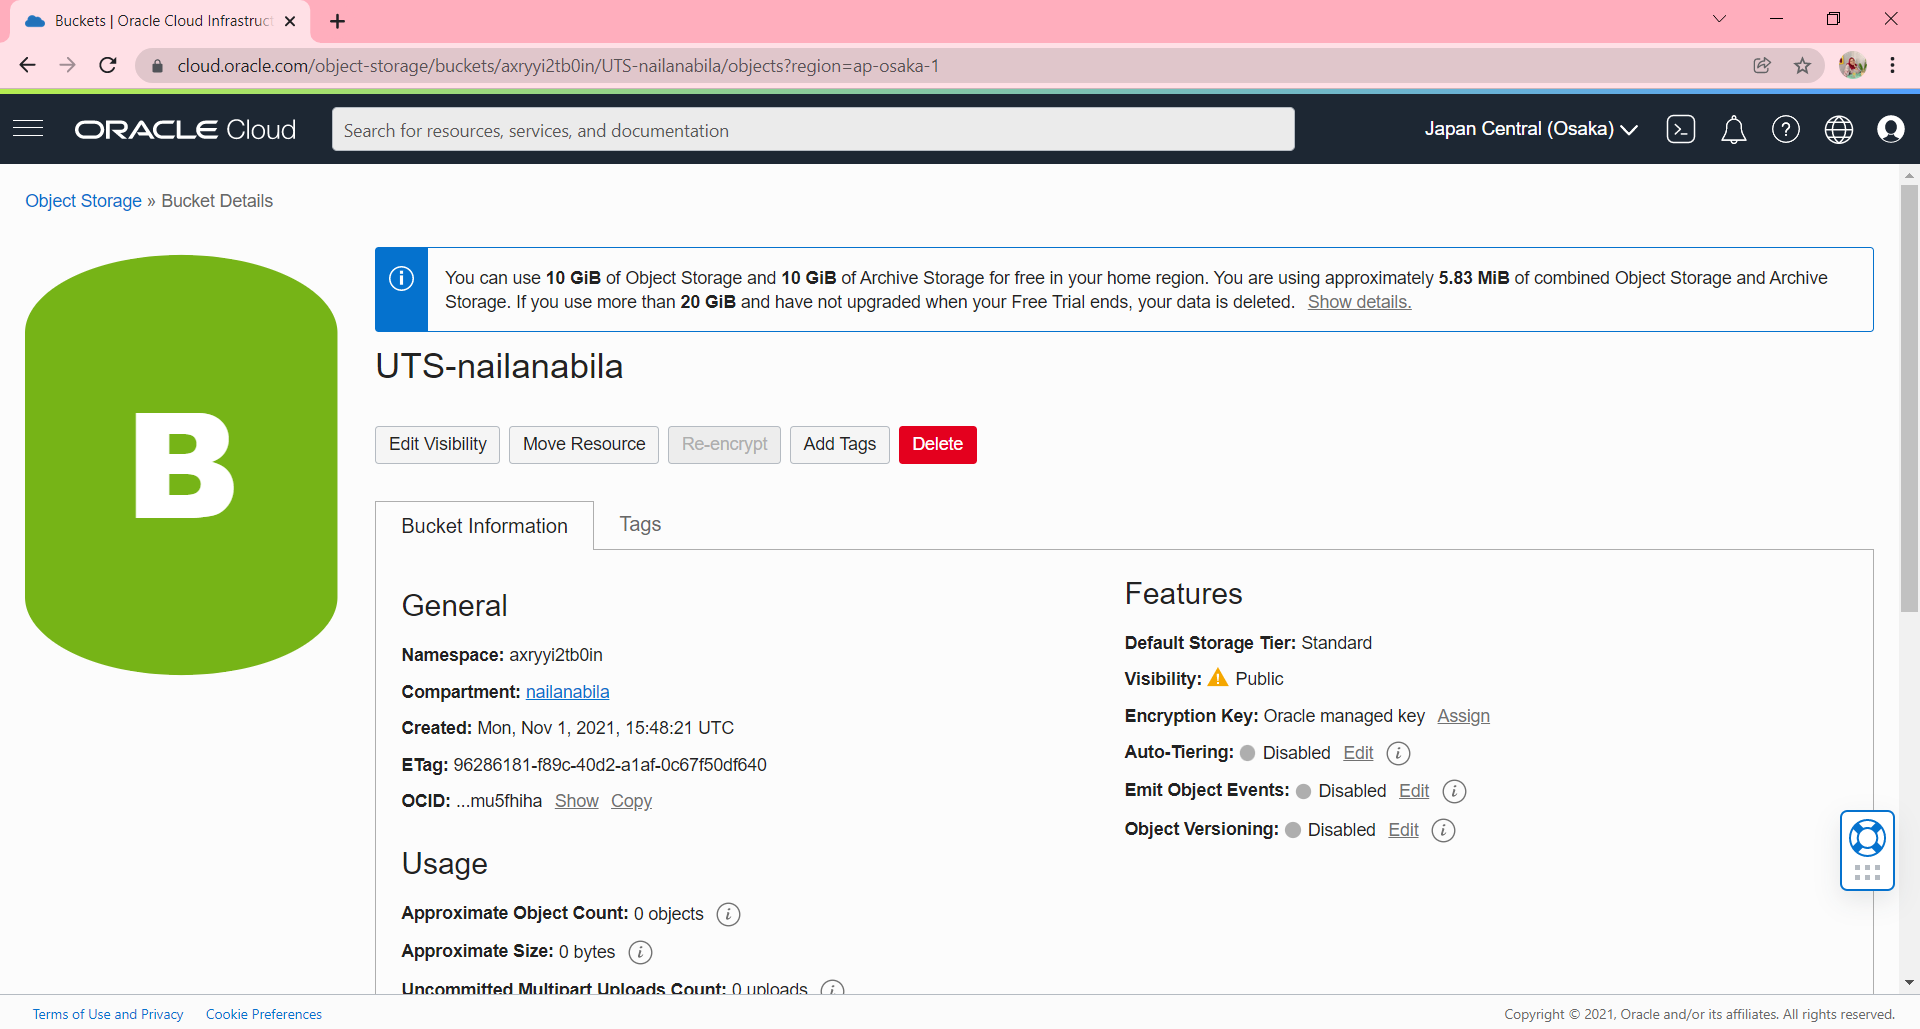 Buckets | Oracle Cloud Infrastruct
cloud.oracle.com/object-storage/buckets/axryyi2tb0in/UTS-nailanabila/objects?region=ap-osaka-1
ORACLE Cloud
Search for resources, services, and documentation
Japan Central (Osaka)
Object Storage » Bucket Details
You can use 10 GiB of Object Storage and 10 GiB of Archive Storage for free in your home region. You are using approximately 5.83 MiB of combined Object Storage and Archive
Storage. If you use more than 20 GiB and have not upgraded when your Free Trial ends, your data is deleted. Show details.
B
UTS-nailanabila
Edit Visibility
Move Resource
Re-encrypt
Add Tags
Delete
Bucket Information
Tags
General
Namespace: axryyi2tb0in
Compartment: nailanabila
Created: Mon, Nov 1, 2021, 15:48:21 UTC
ETag: 96286181-f89c-40d2-a1af-0c67f50df640
OCID: ...mu5fhiha Show Copy
Usage
Approximate Object Count: 0 objects
Approximate Size: 0 bytes
Uncommitted Multipart Uploads Count: 0 uploads
Features
Default Storage Tier: Standard
Visibility: Public
Encryption Key: Oracle managed key Assign
Auto-Tiering: Disabled Edit
Emit Object Events: Disabled Edit
Object Versioning: Disabled Edit
Terms of Use and Privacy
Cookie Preferences
Copyright © 2021, Oracle and/or its affiliates. All rights reserved.